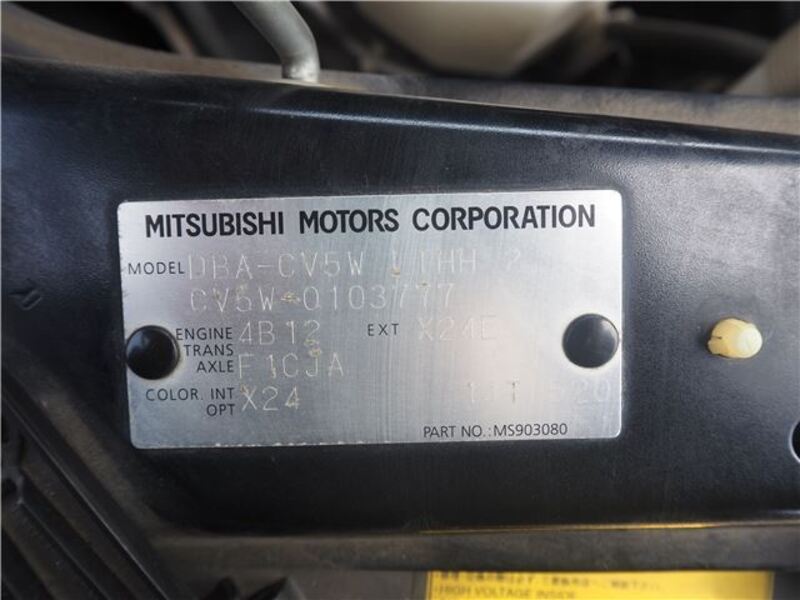 MITSUBISHI MOTORS CORPORATION
MODEL DBA-CV5W
CV5W-0103777
ENGINE 4B12 EXT X24E
TRANS
AXLE F1CJA
COLOR. INT X24
OPT
PART NO.:MS903080
HIGH VOLTAGE INSIDE